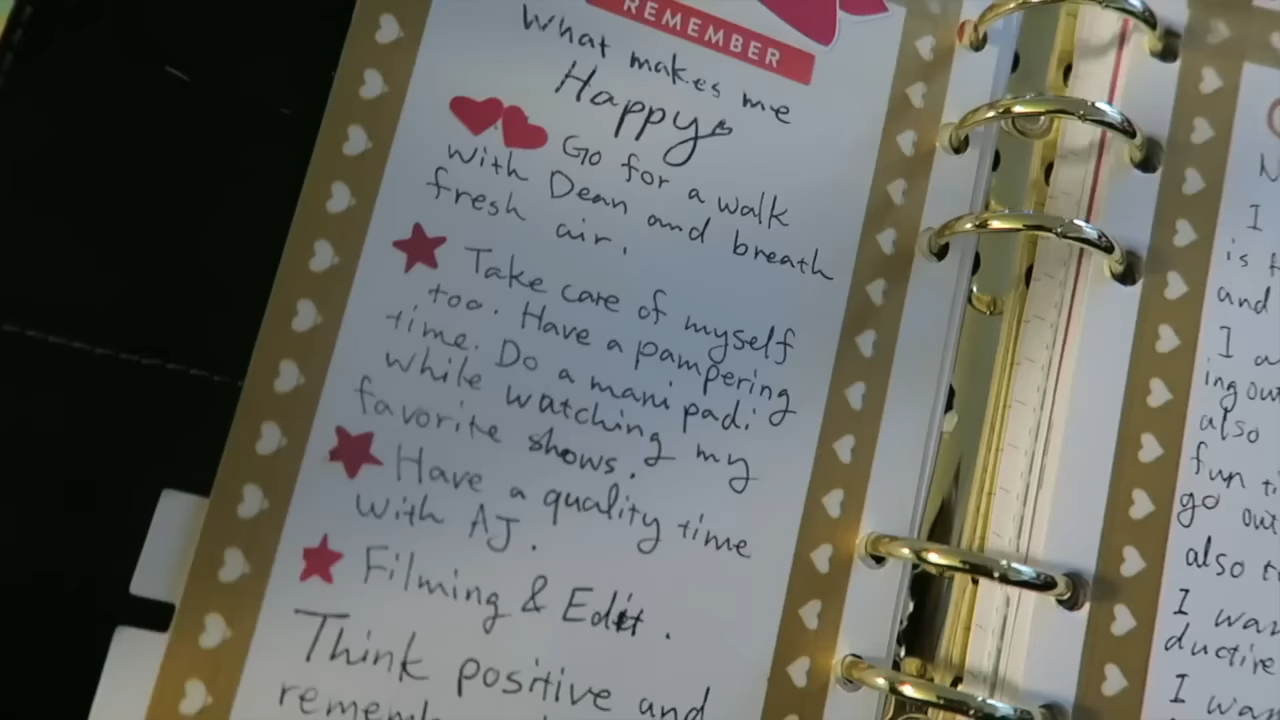 REMEMBER
What makes me
Happy
Go for a walk
with Dean and breath
fresh air.
Take care of myself
too. Have a pampering
time. Do a mani padi
while watching my
favorite shows.
Have a quality time
with AJ.
Filming & Edit.
Think positive and
I
is
and
I
ing out
also
fun
go out
also
I
I